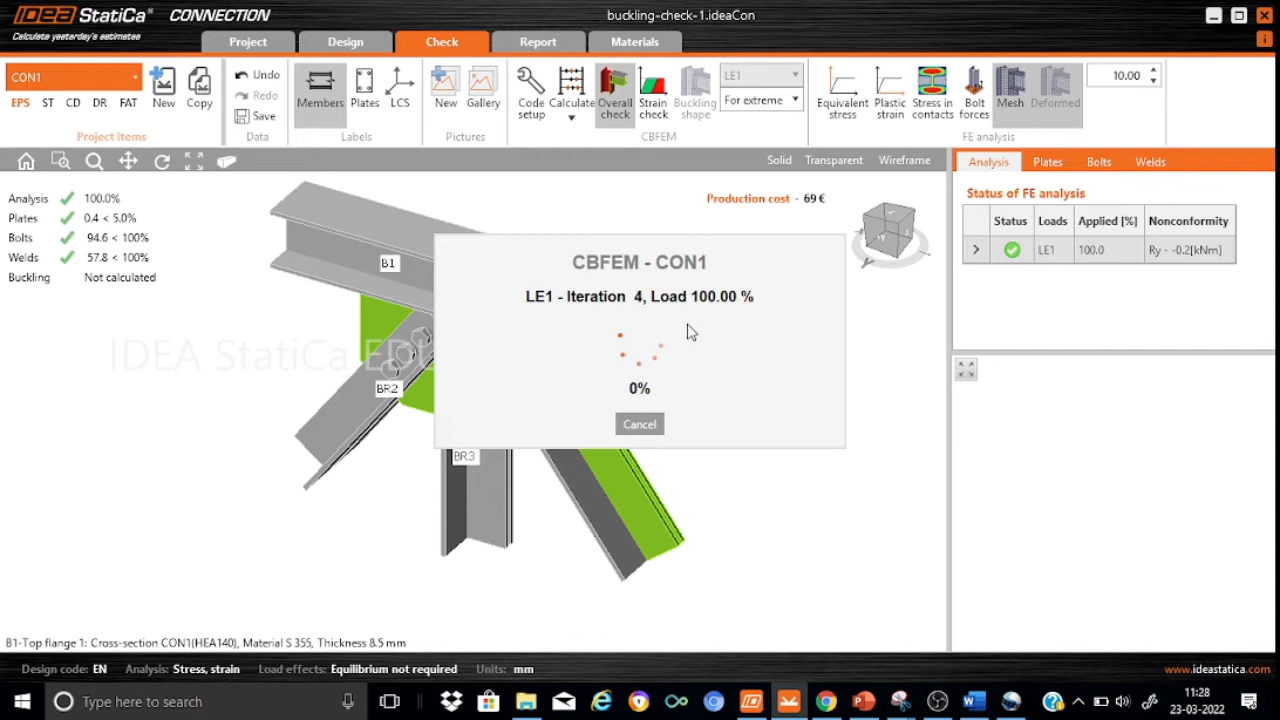 IDEA StatiCa® CONNECTION
Calculate yesterday's estimates
buckling-check-1.ideaCon
Project
Design
Check
Report
Materials
CON1
EPS ST CD DR FAT
New
Copy
Project items
Undo
Redo
Save
Data
Members
Plates
LCS
Labels
New
Gallery
Pictures
Code setup
Calculate
Overall check
Strain check
Buckling shape
LE1
For extreme
CBFEM
Equivalent stress
Plastic strain
Stress in contacts
Bolt forces
Mesh
Deformed
10.00
FE analysis
Solid Transparent Wireframe
Analysis 100.0%
Plates 0.4 < 5.0%
Bolts 94.6 < 100%
Welds 57.8 < 100%
Buckling Not calculated
Production cost - 69 €
B1
BR2
BR3
IDEA StatiCa EDU
CBFEM - CON1
LE1 - Iteration 4, Load 100.00 %
0%
Cancel
Analysis Plates Bolts Welds
Status of FE analysis
Status Loads Applied [%] Nonconformity
LE1 100.0 Ry - -0.2[kNm]
B1-Top flange 1: Cross-section CON1(HEA140), Material S 355, Thickness 8.5 mm
Design code: EN Analysis: Stress, strain Load effects: Equilibrium not required Units: mm
www.ideastatica.com
Type here to search
11:28
23-03-2022